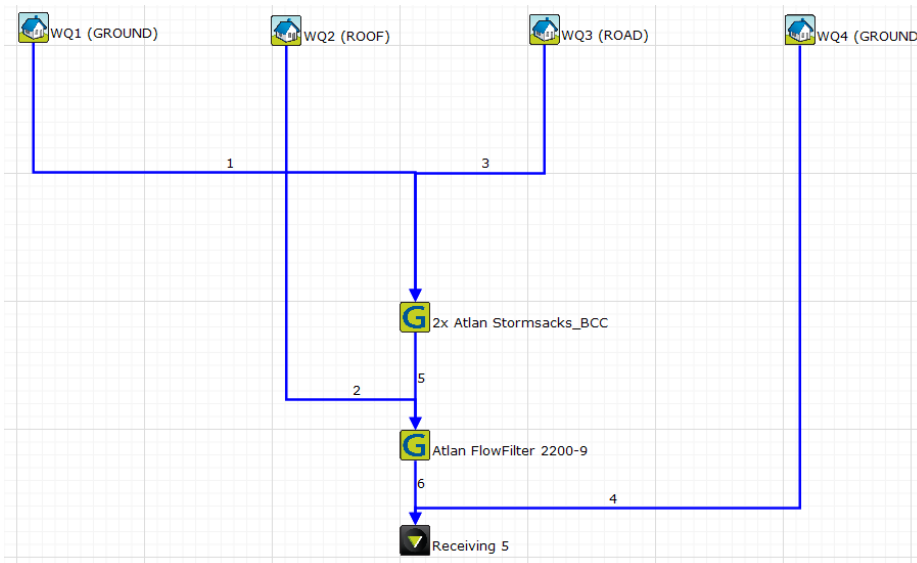 WQ1 (GROUND)
WQ2 (ROOF)
WQ3 (ROAD)
WQ4 (GROUND
1
3
G
2x Atlan Stormsacks_BCC
5
2
G
Atlan FlowFilter 2200-9
6
4
Receiving 5